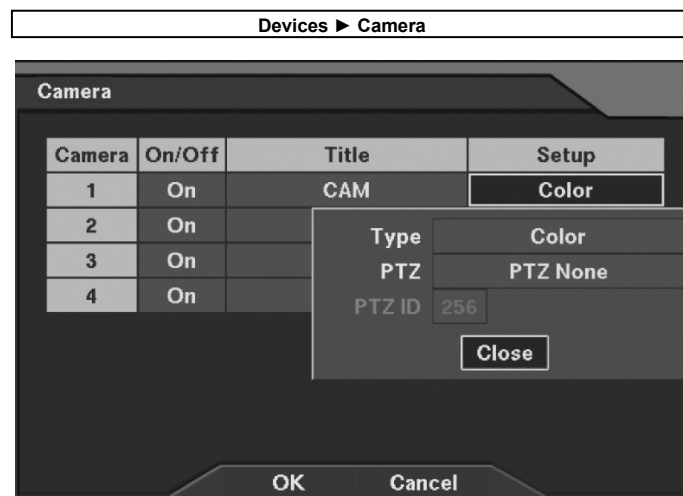 Devices ► Camera
Camera
Camera On/Off Title Setup
1 On CAM Color
2 On
3 On
4 On
Type Color
PTZ PTZ None
PTZ ID 256
Close
OK Cancel